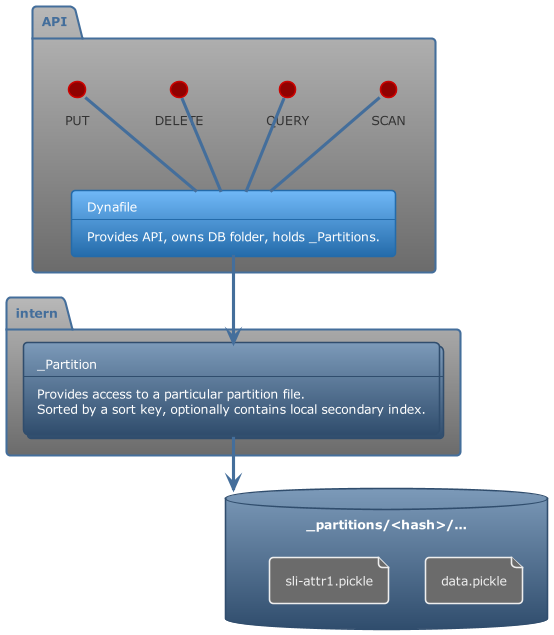 API
PUT
DELETE
QUERY
SCAN
Dynafile
Provides API, owns DB folder, holds _Partitions.
intern
_Partition
Provides access to a particular partition file.
Sorted by a sort key, optionally contains local secondary index.
_partitions/<hash>/...
sli-attr1.pickle
data.pickle